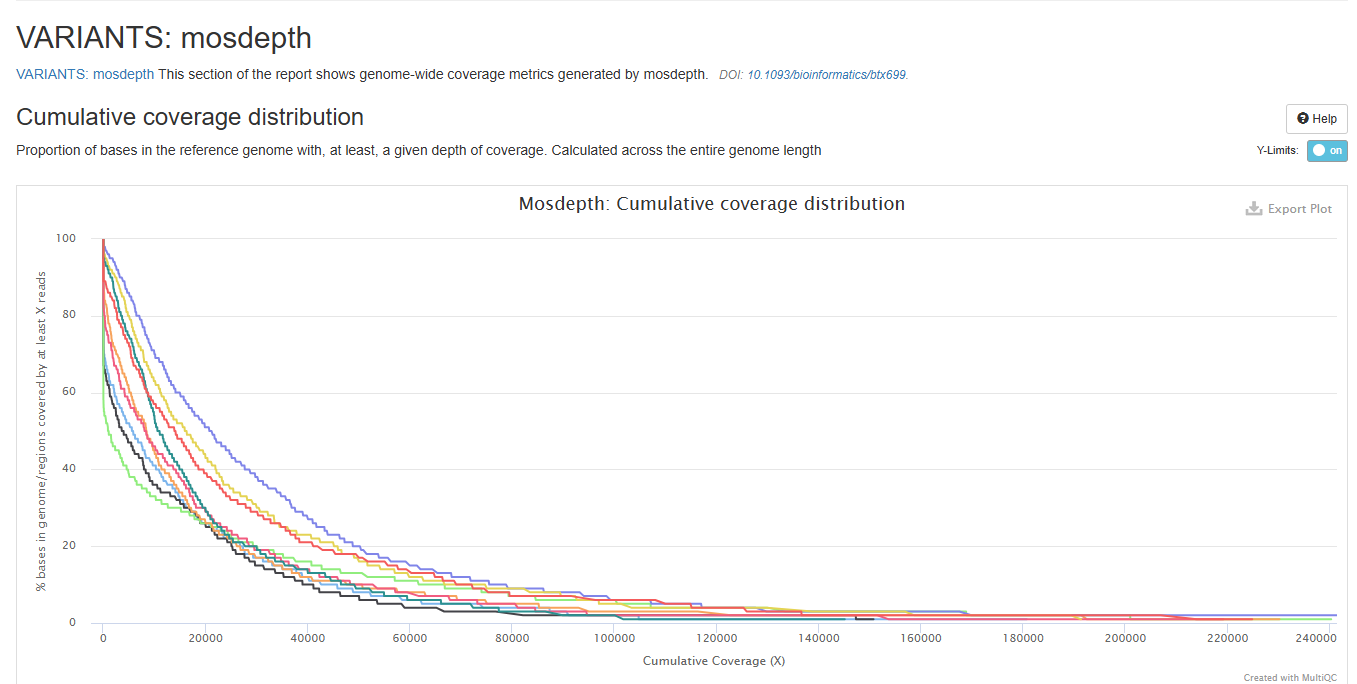 VARIANTS: mosdepth
VARIANTS: mosdepth This section of the report shows genome-wide coverage metrics generated by mosdepth. DOI: 10.1093/bioinformatics/btx699.
Cumulative coverage distribution
Help
Proportion of bases in the reference genome with, at least, a given depth of coverage. Calculated across the entire genome length
Y-Limits: on
Mosdepth: Cumulative coverage distribution
Export Plot
% bases in genome/regions covered by at least X reads
100
80
60
40
20
0
0 20000 40000 60000 80000 100000 120000 140000 160000 180000 200000 220000 240000
Cumulative Coverage (X)
Created with MultiQC